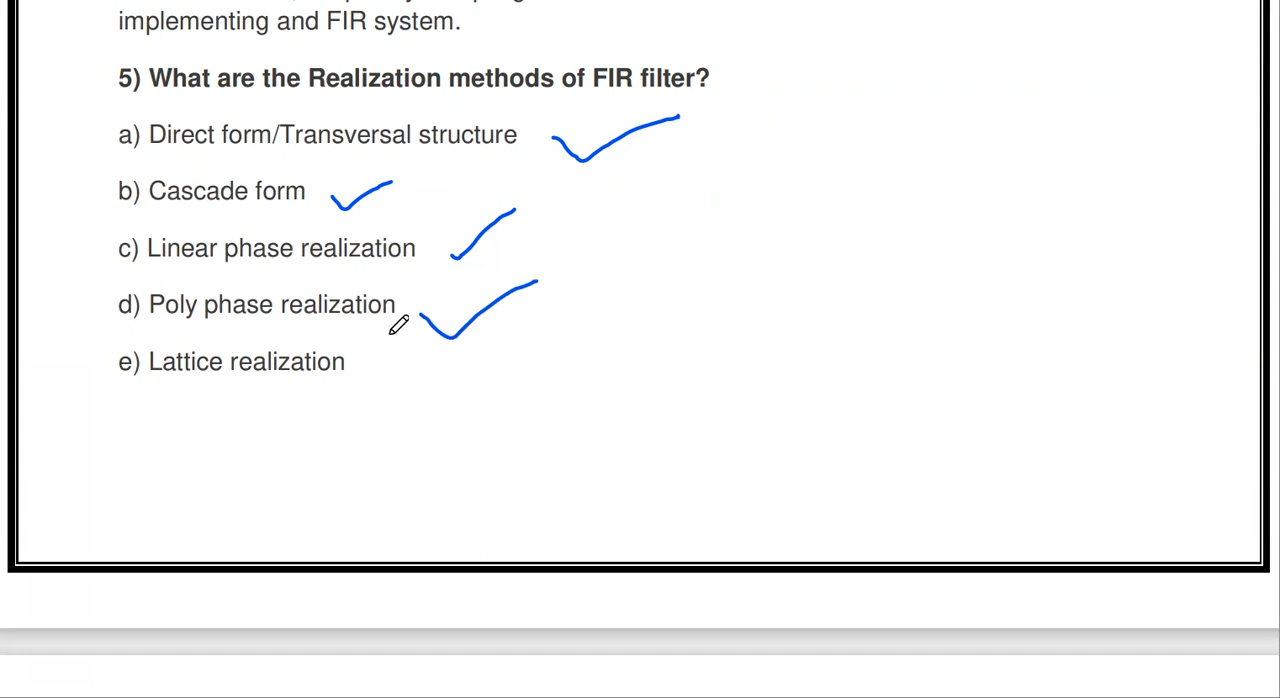 implementing and FIR system.
5) What are the Realization methods of FIR filter?
a) Direct form/Transversal structure
b) Cascade form
c) Linear phase realization
d) Poly phase realization
e) Lattice realization